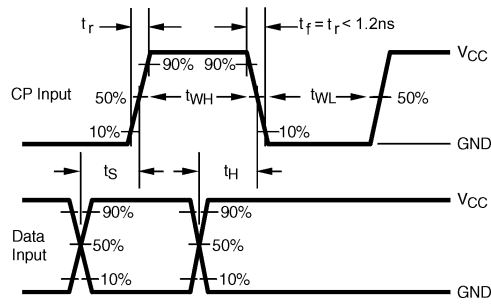 tr
tf = tr < 1.2ns
VCC
90% 90%
CP Input
50% tWH tWL 50%
10% 10%
GND
tS tH
VCC
90% 90%
Data
Input
50% 50%
10% 10%
GND